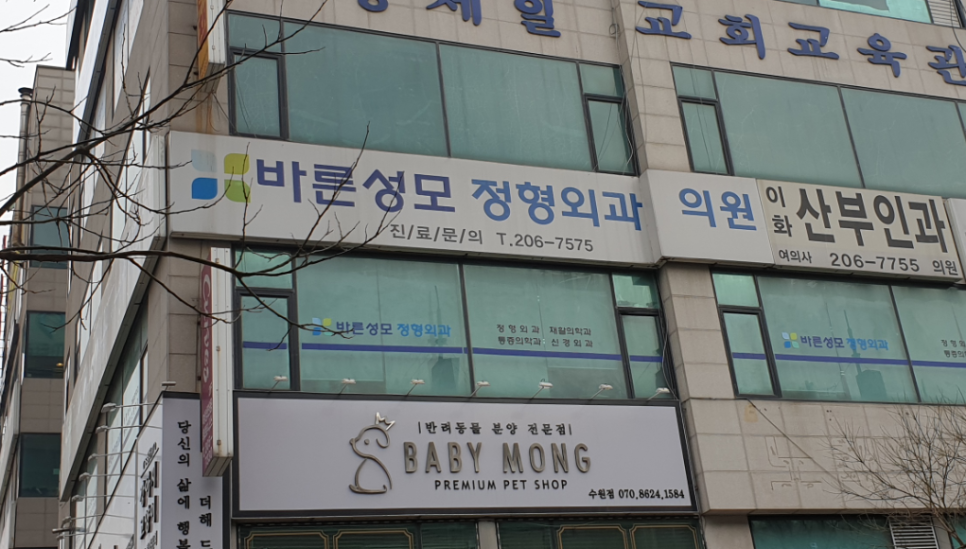 제일 교회교육관
바른성모 정형외과 의원
진/료/문/의 T.206-7575
이화 산부인과
여의사 206-7755 의원
바른성모 정형외과
정형외과 재활의학과
통증의학과 신경외과
바른성모 정형외과
|반려동물 분양 전문점|
BABY MONG
PREMIUM PET SHOP
수원점 070.8624.1584
당신의 삶에 행복
더해 드